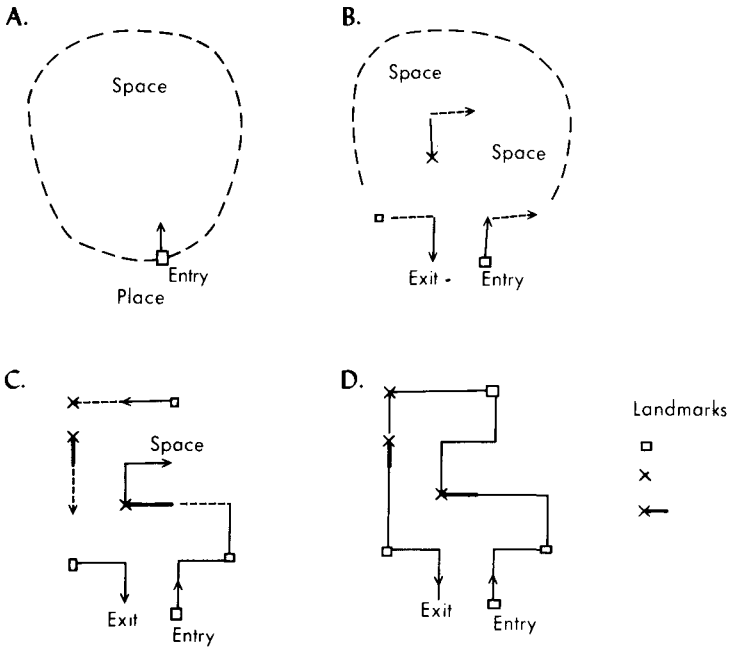 A.
Space
Entry
Place
B.
Space
Space
Exit
Entry
C.
Space
Exit
Entry
D.
Exit
Entry
Landmarks